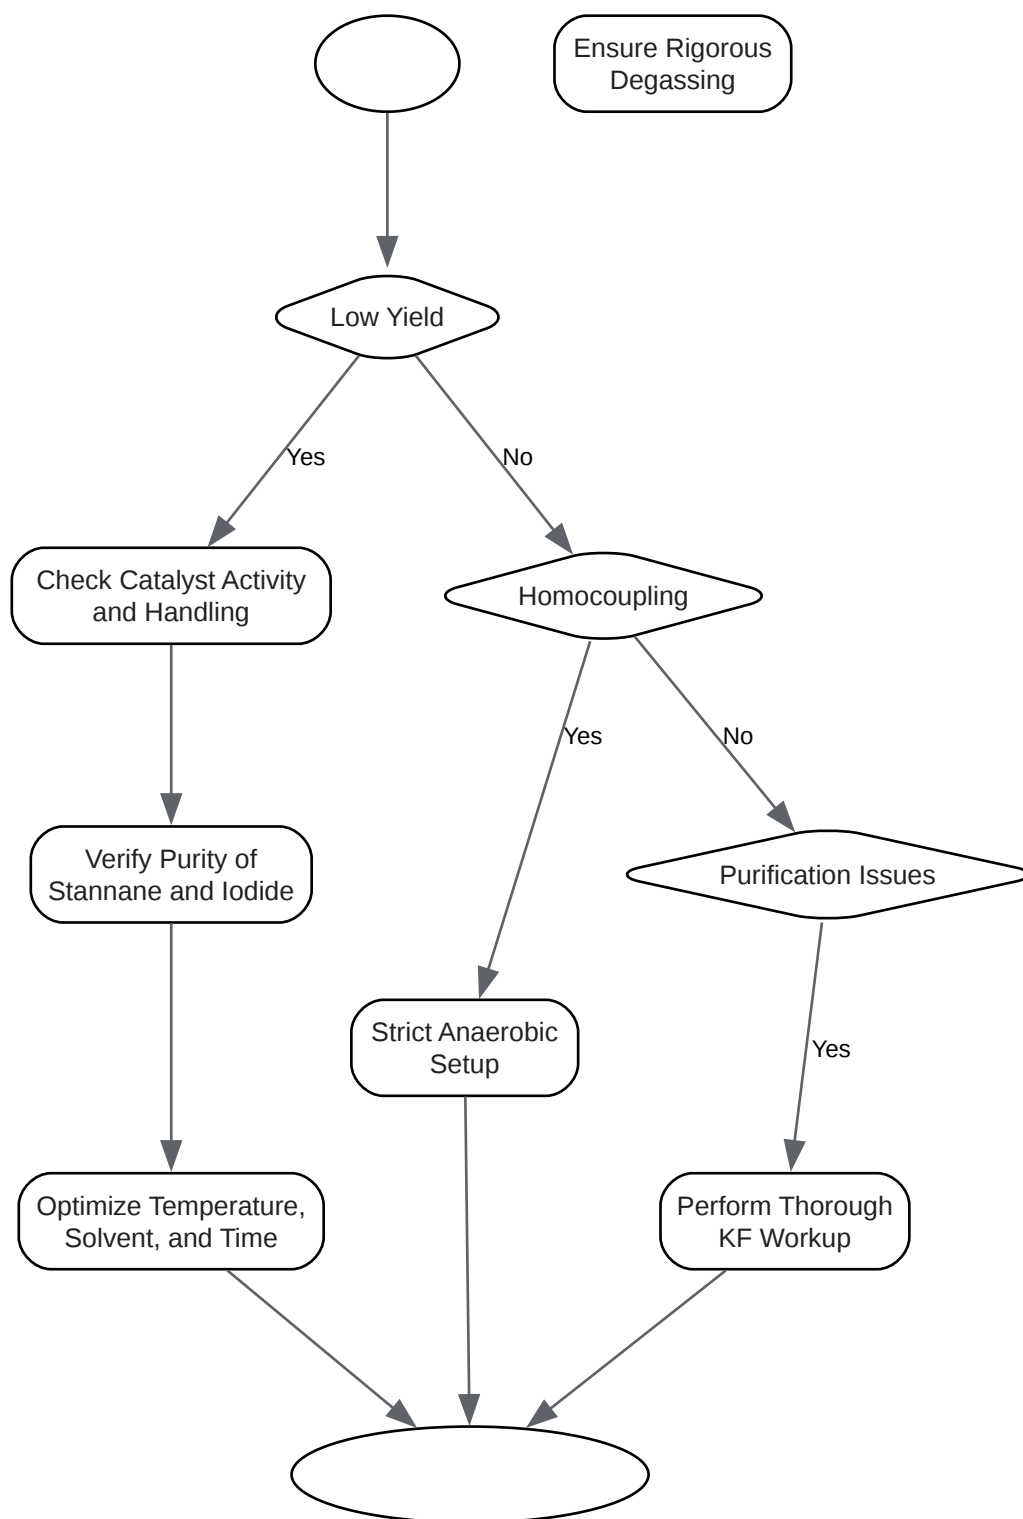 Ensure Rigorous
Degassing
Low Yield
Yes
No
Check Catalyst Activity
and Handling
Homocoupling
Yes
No
Verify Purity of
Stannane and Iodide
Purification Issues
Strict Anaerobic
Setup
Yes
Optimize Temperature,
Solvent, and Time
Perform Thorough
KF Workup